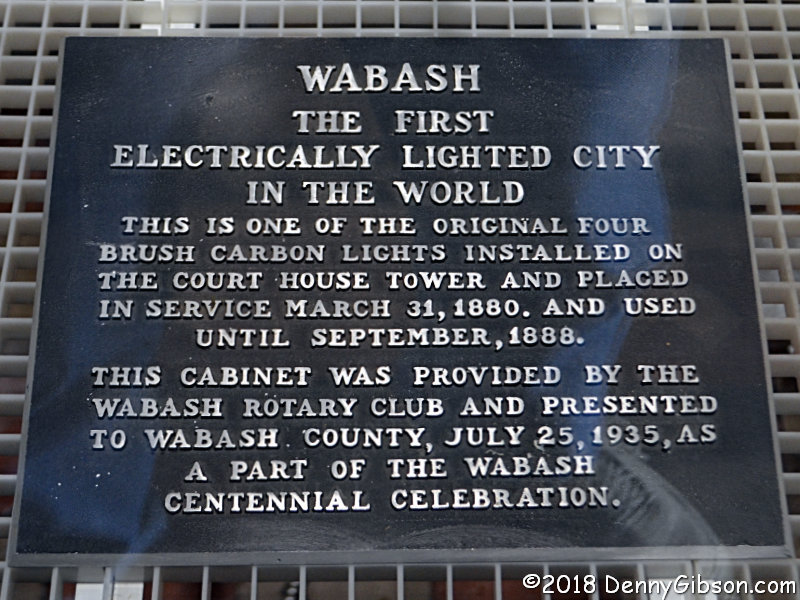 WABASH
THE FIRST
ELECTRICALLY LIGHTED CITY
IN THE WORLD
THIS IS ONE OF THE ORIGINAL FOUR
BRUSH CARBON LIGHTS INSTALLED ON
THE COURT HOUSE TOWER AND PLACED
IN SERVICE MARCH 31, 1880. AND USED
UNTIL SEPTEMBER, 1888.
THIS CABINET WAS PROVIDED BY THE
WABASH ROTARY CLUB AND PRESENTED
TO WABASH COUNTY, JULY 25, 1935, AS
A PART OF THE WABASH
CENTENNIAL CELEBRATION.
©2018 DennyGibson.com